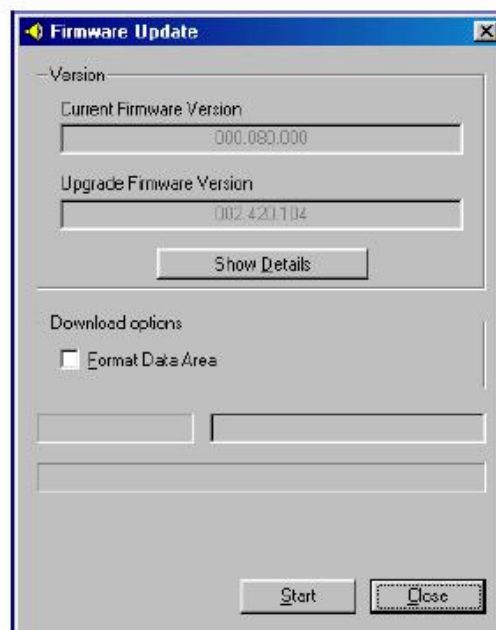 Firmware Update
Version
Current Firmware Version
000.080.000
Upgrade Firmware Version
002.420.104
Show Details
Download options
Format Data Area
Start
Close